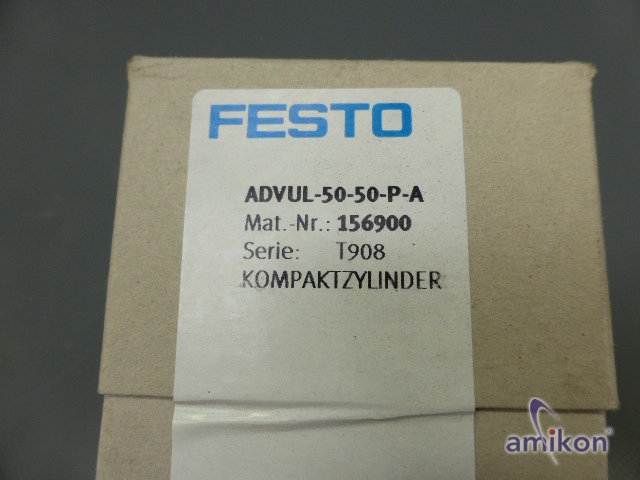 FESTO
ADVUL-50-50-P-A
Mat.-Nr.: 156900
Serie: T908
KOMPAKTZYLINDER
amikon